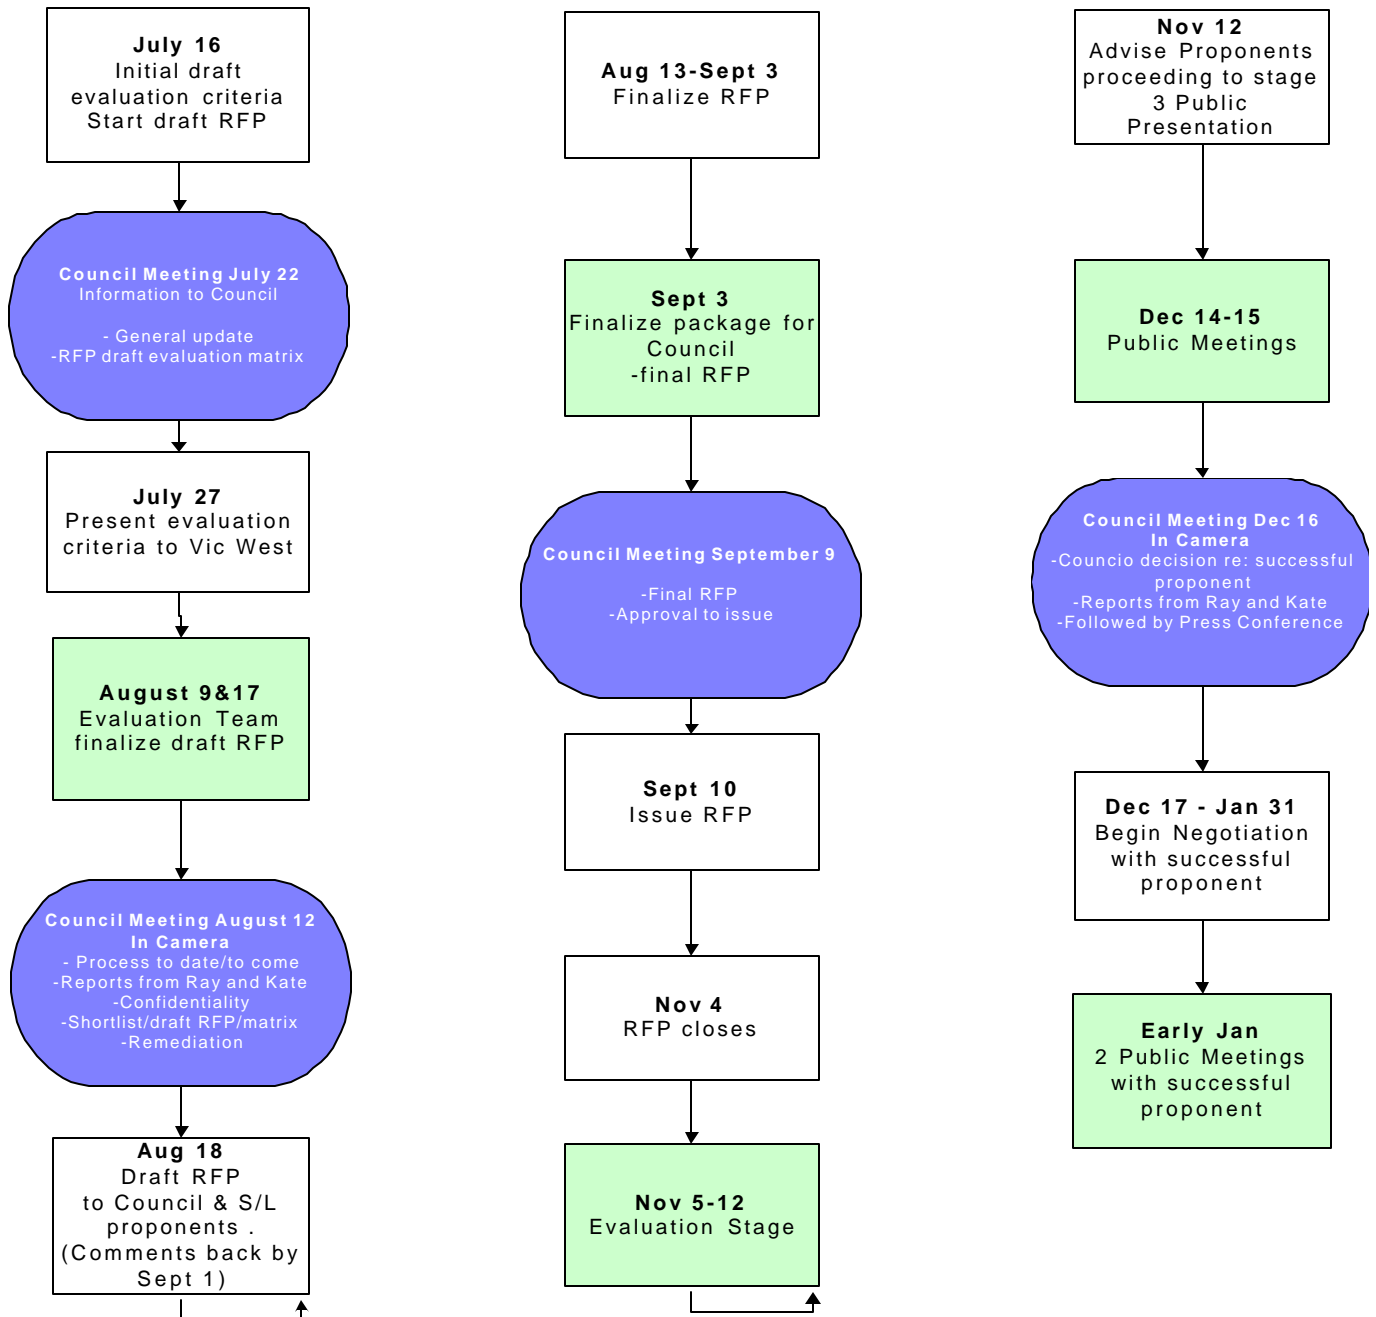 July 16
Initial draft
evaluation criteria
Start draft RFP
Council Meeting July 22
Information to Council
- General update
-RFP draft evaluation matrix
July 27
Present evaluation
criteria to Vic West
August 9&17
Evaluation Team
finalize draft RFP
Council Meeting August 12
In Camera
- Process to date/to come
-Reports from Ray and Kate
-Confidentiality
-Shortlist/draft RFP/matrix
-Remediation
Aug 18
Draft RFP
to Council & S/L
proponents .
(Comments back by
Sept 1)
Aug 13-Sept 3
Finalize RFP
Sept 3
Finalize package for
Council
-final RFP
Council Meeting September 9
-Final RFP
-Approval to issue
Sept 10
Issue RFP
Nov 4
RFP closes
Nov 5-12
Evaluation Stage
Nov 12
Advise Proponents
proceeding to stage
3 Public
Presentation
Dec 14-15
Public Meetings
Council Meeting Dec 16
In Camera
-Councio decision re: successful
proponent
-Reports from Ray and Kate
-Followed by Press Conference
Dec 17 - Jan 31
Begin Negotiation
with successful
proponent
Early Jan
2 Public Meetings
with successful
proponent